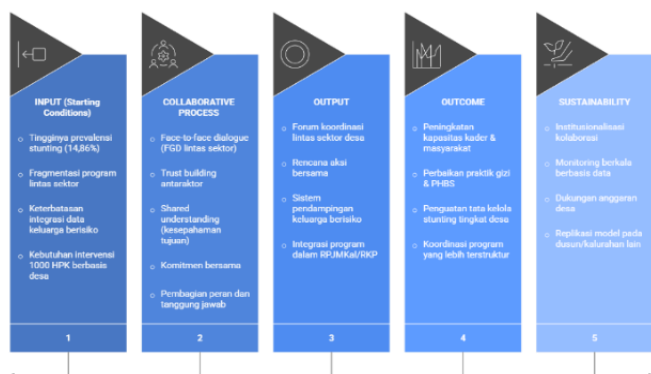 INPUT (Starting
Conditions)
Tingginya prevalensi
stunting (14,86%)
Fragmentasi program
lintas sektor
Keterbatasan
integrasi data
keluarga berisiko
Kebutuhan intervensi
1000 HPK berbasis
desa
1
COLLABORATIVE
PROCESS
Face-to-face dialogue
(FGD lintas sektor)
Trust building
antaraktor
Shared
understanding
(kesepahaman
tujuan)
Komitmen bersama
Pembagian peran dan
tanggung jawab
2
OUTPUT
Forum koordinasi
lintas sektor desa
Rencana aksi
bersama
Sistem
pendampingan
keluarga berisiko
Integrasi program
dalam RPJMKal/RKP
3
OUTCOME
Peningkatan
kapasitas kader &
masyarakat
Perbaikan praktik gizi
& PHBS
Penguatan tata kelola
stunting tingkat desa
Koordinasi program
yang lebih terstruktur
4
SUSTAINABILITY
Institusionalisasi
kolaborasi
Monitoring berkala
berbasis data
Dukungan anggaran
desa
Replikasi model pada
dusun/kalurahan lain
5